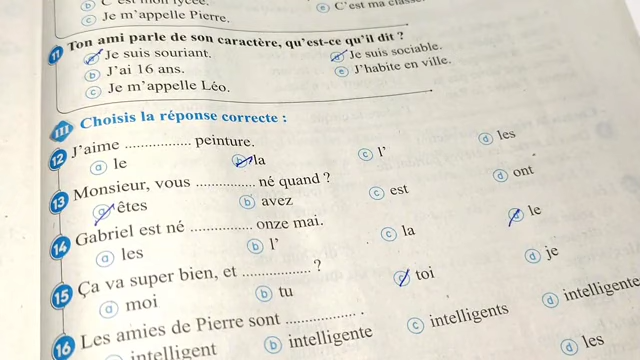 ⓑ C'est mon lycée.
ⓒ Je m'appelle Pierre.
ⓔ C'est ma
11 Ton ami parle de son caractère, qu'est-ce qu'il dit ?
ⓐ Je suis souriant.
ⓓ Je suis sociable.
ⓑ J'ai 16 ans.
ⓔ J'habite en ville.
ⓒ Je m'appelle Léo.
III Choisis la réponse correcte :
12 J'aime ................. peinture.
ⓐ le ⓑ la ⓒ l' ⓓ les
13 Monsieur, vous ............... né quand ?
ⓐ êtes ⓑ avez ⓒ est ⓓ ont
14 Gabriel est né ................ onze mai.
ⓐ les ⓑ l' ⓒ la ⓓ le
15 Ça va super bien, et .................. ?
ⓐ moi ⓑ tu ⓒ toi ⓓ je
16 Les amies de Pierre sont .................. .
intelligent ⓑ intelligente ⓒ intelligents ⓓ intelligente
ⓓ les